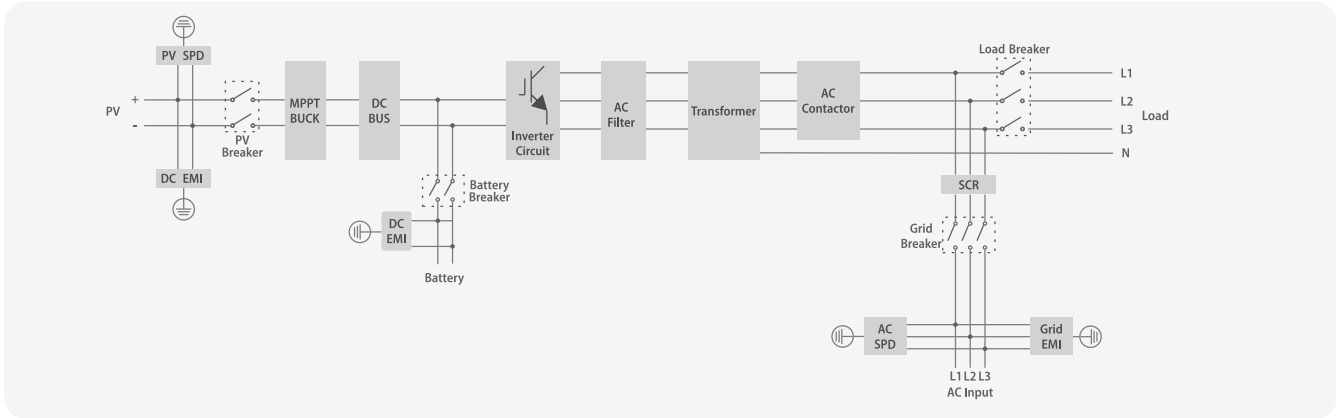 PV SPD
Load Breaker
L1
PV
+
-
MPPT
BUCK
DC
BUS
Inverter
Circuit
AC
Filter
Transformer
AC
Contactor
L2
L3
Load
N
PV
Breaker
DC EMI
Battery
Breaker
SCR
DC
EMI
Grid
Breaker
Battery
AC
SPD
Grid
EMI
L1 L2 L3
AC Input